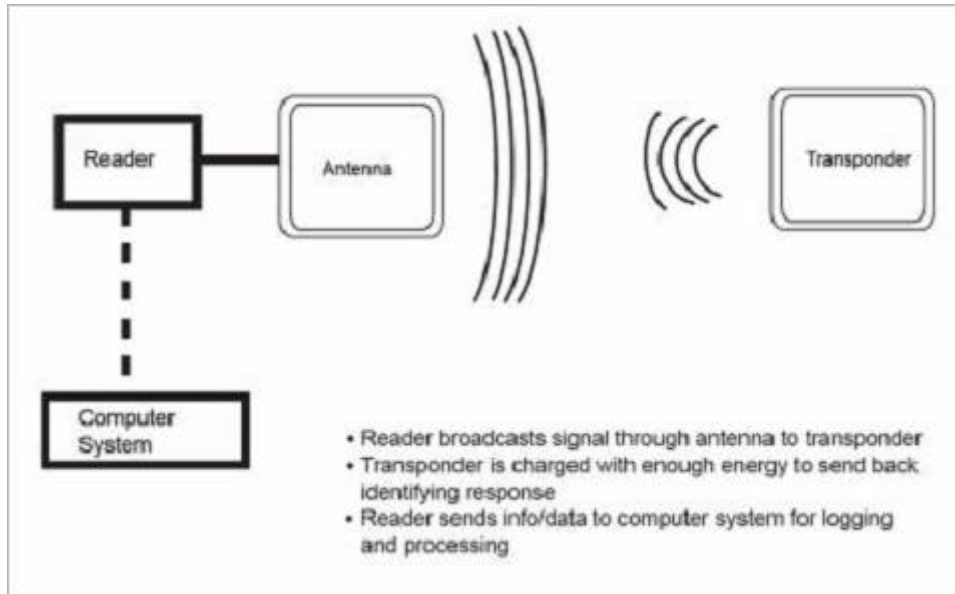 Reader
Antenna
Transponder
Computer
System
• Reader broadcasts signal through antenna to transponder
• Transponder is charged with enough energy to send back
identifying response
• Reader sends info/data to computer system for logging
and processing